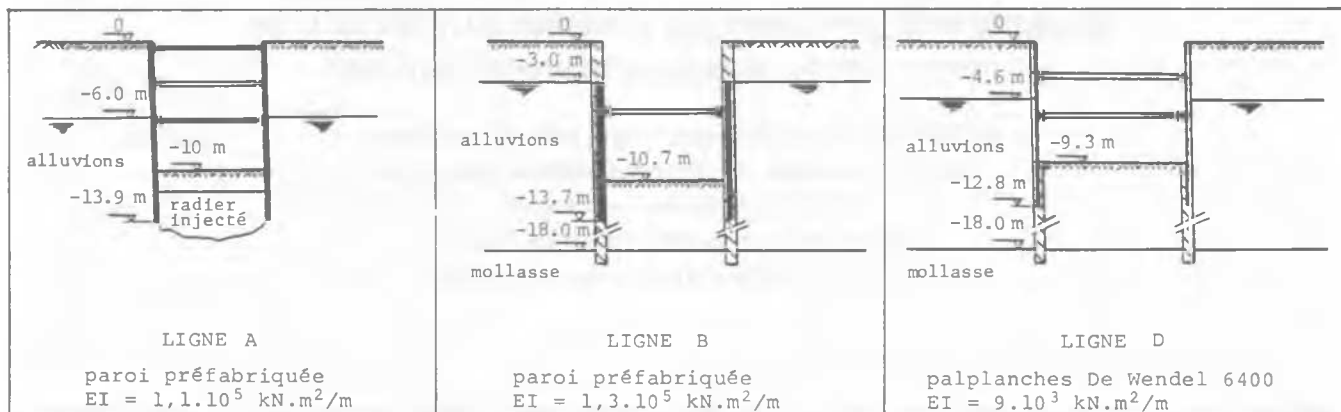 0
-6.0 m
alluvions
-10 m
-13.9 m
radier
injecté
LIGNE A
paroi préfabriquée
EI = 1,1.10⁵ kN.m²/m
0
-3.0 m
alluvions
-10.7 m
-13.7 m
-18.0 m
mollasse
LIGNE B
paroi préfabriquée
EI = 1,3.10⁵ kN.m²/m
0
-4.6 m
alluvions
-9.3 m
-12.8 m
-18.0 m
mollasse
LIGNE D
palplanches De Wendel 6400
EI = 9.10³ kN.m²/m